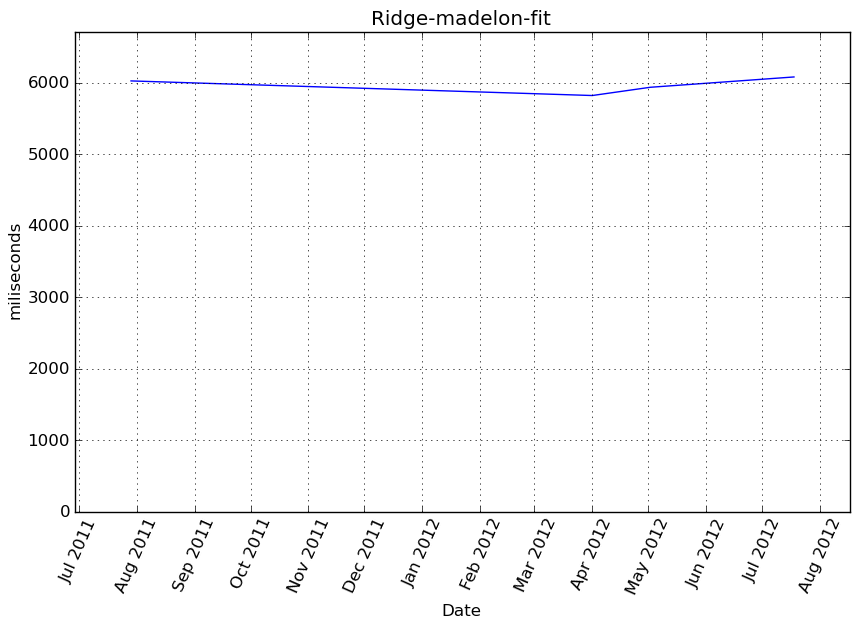 Ridge-madelon-fit
6000
5000
4000
3000
2000
1000
0
miliseconds
Jul 2011
Aug 2011
Sep 2011
Oct 2011
Nov 2011
Dec 2011
Jan 2012
Feb 2012
Mar 2012
Apr 2012
May 2012
Jun 2012
Jul 2012
Aug 2012
Date